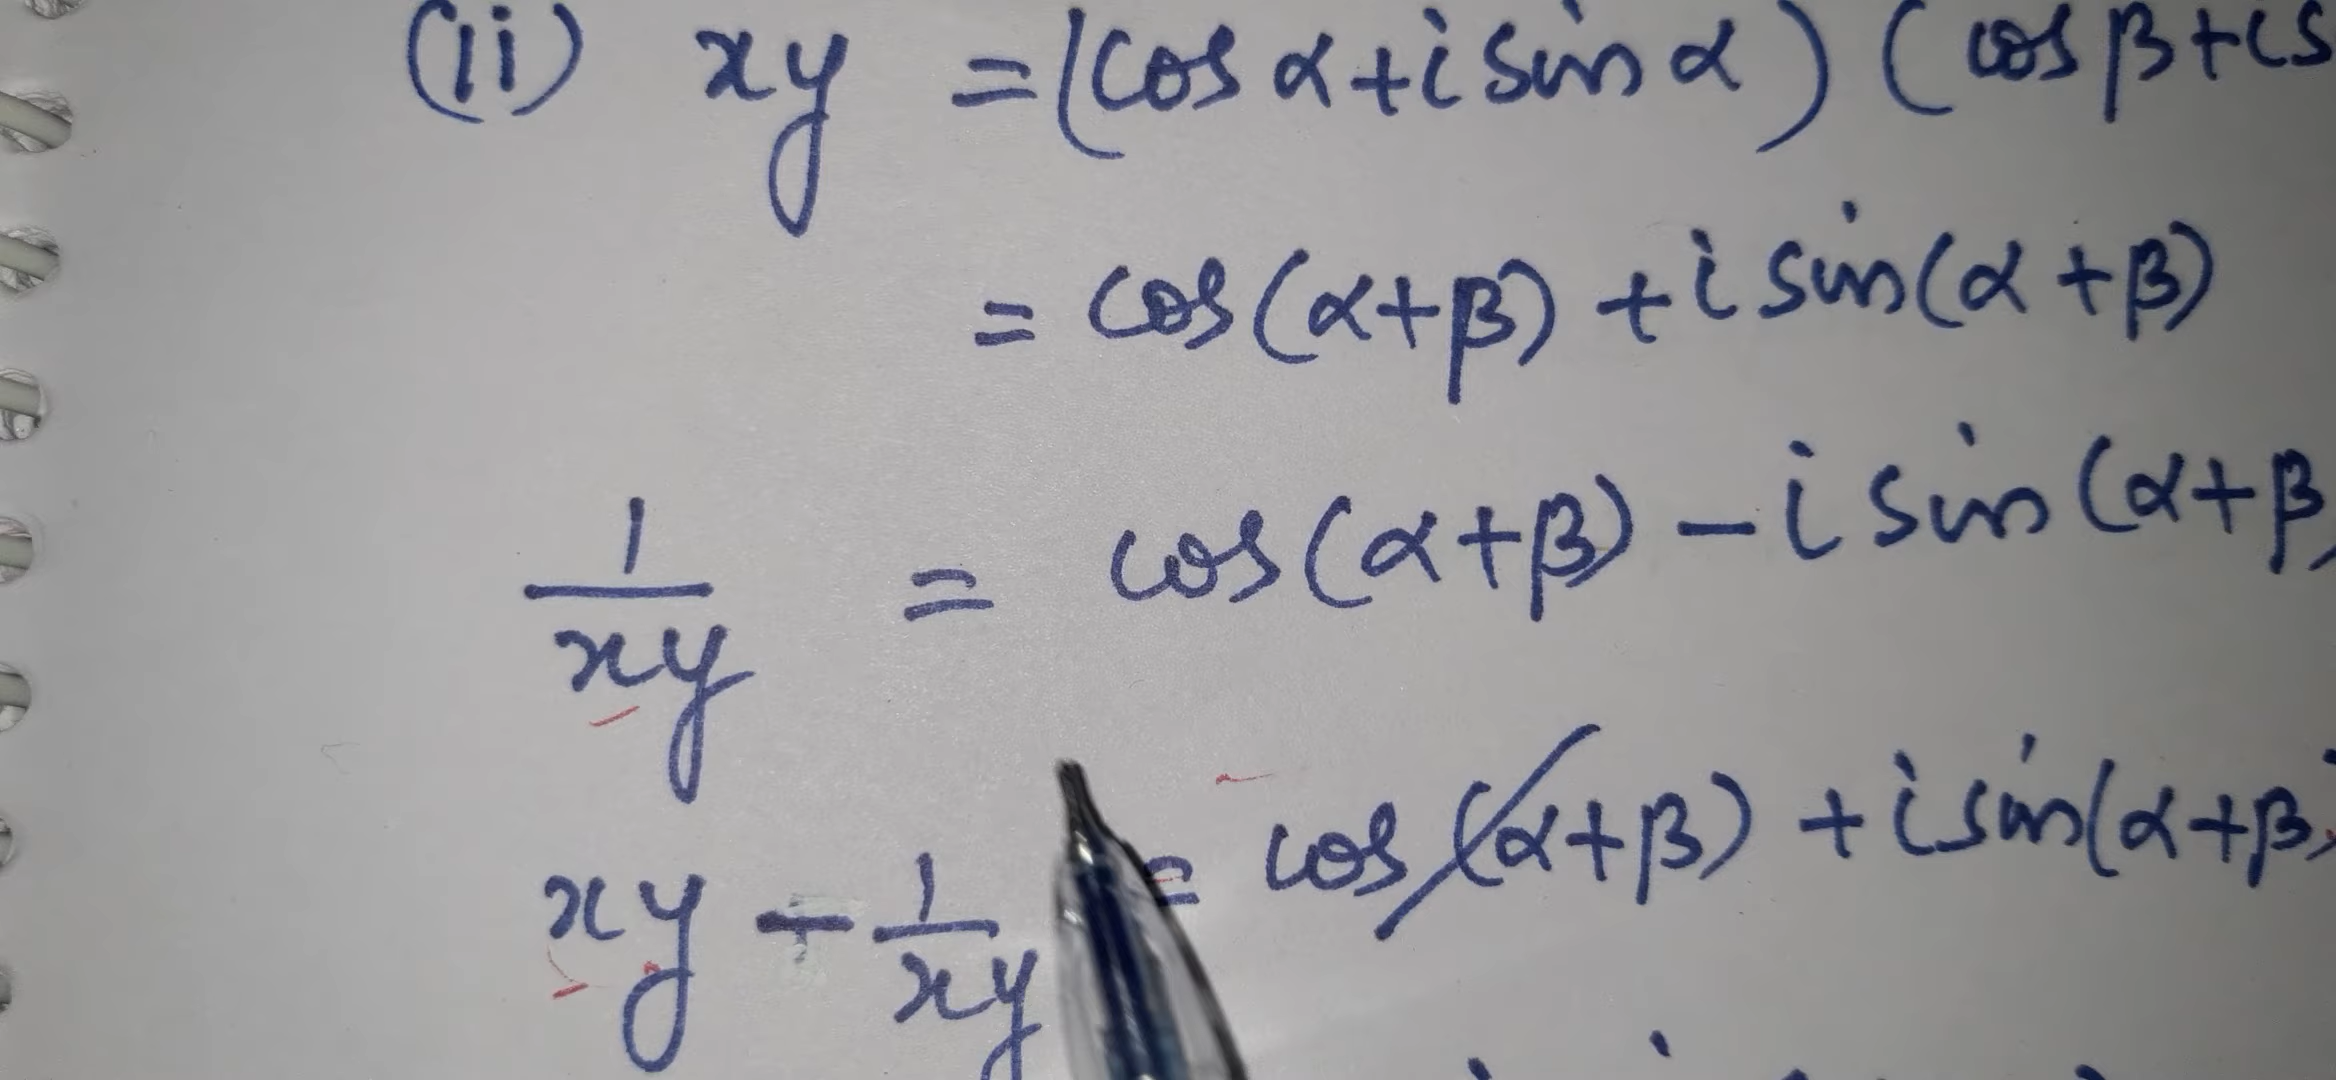 (ii) xy = (cos α + i sin α) (cos β + i s
= cos(α+β) + i sin(α+β)
1/xy = cos(α+β) - i sin(α+β
xy - 1/xy = cos(α+β) + i sin(α+β)